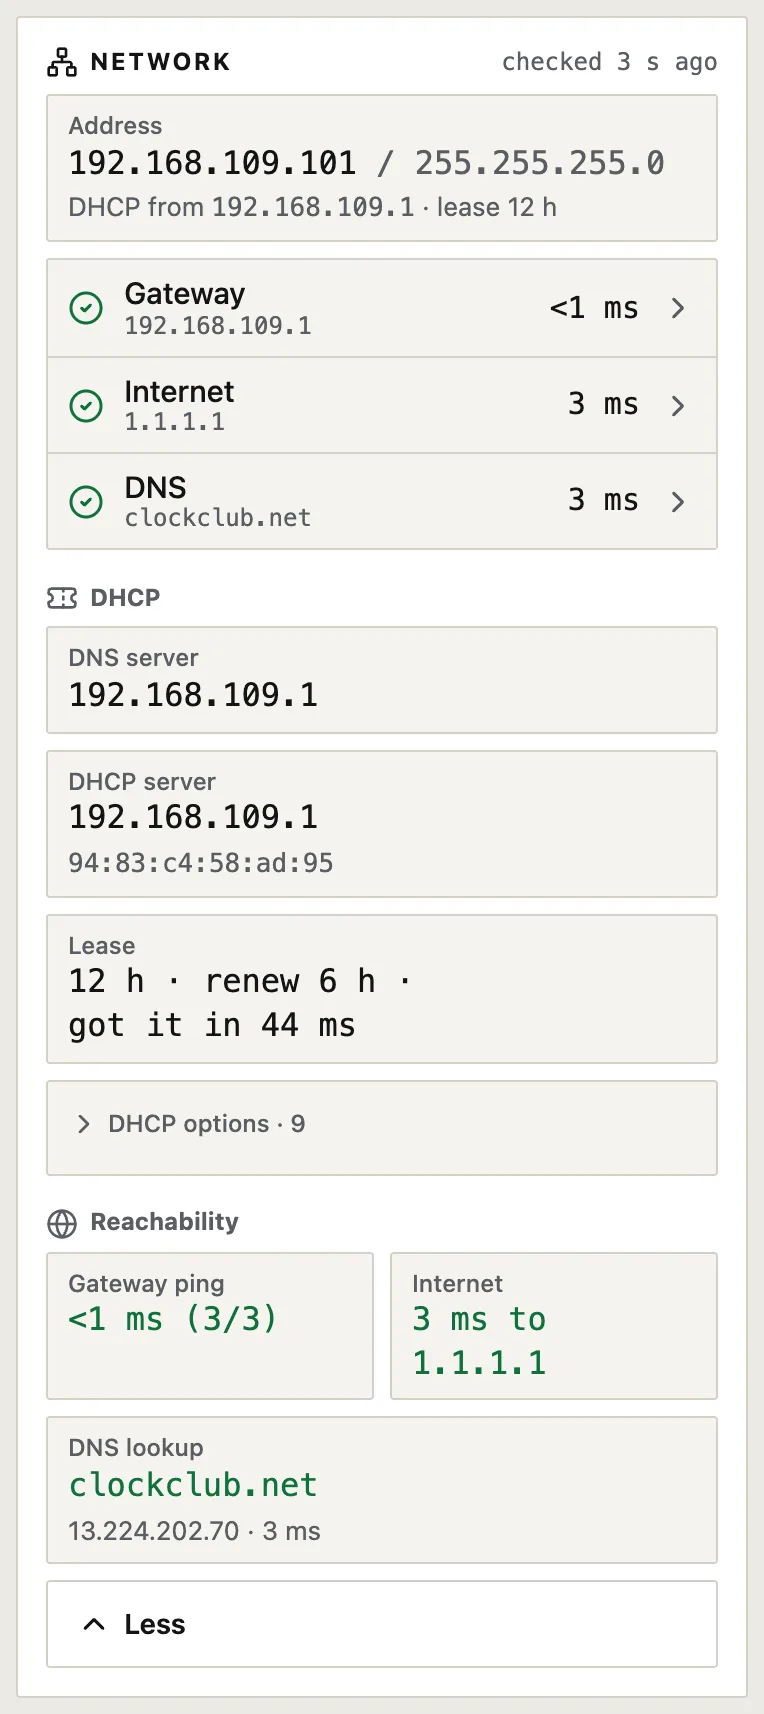 NETWORK
checked 3 s ago
Address
192.168.109.101 / 255.255.255.0
DHCP from 192.168.109.1 · lease 12 h
Gateway
192.168.109.1
<1 ms
Internet
1.1.1.1
3 ms
DNS
clockclub.net
3 ms
DHCP
DNS server
192.168.109.1
DHCP server
192.168.109.1
94:83:c4:58:ad:95
Lease
12 h · renew 6 h ·
got it in 44 ms
DHCP options · 9
Reachability
Gateway ping
<1 ms (3/3)
Internet
3 ms to
1.1.1.1
DNS lookup
clockclub.net
13.224.202.70 · 3 ms
Less